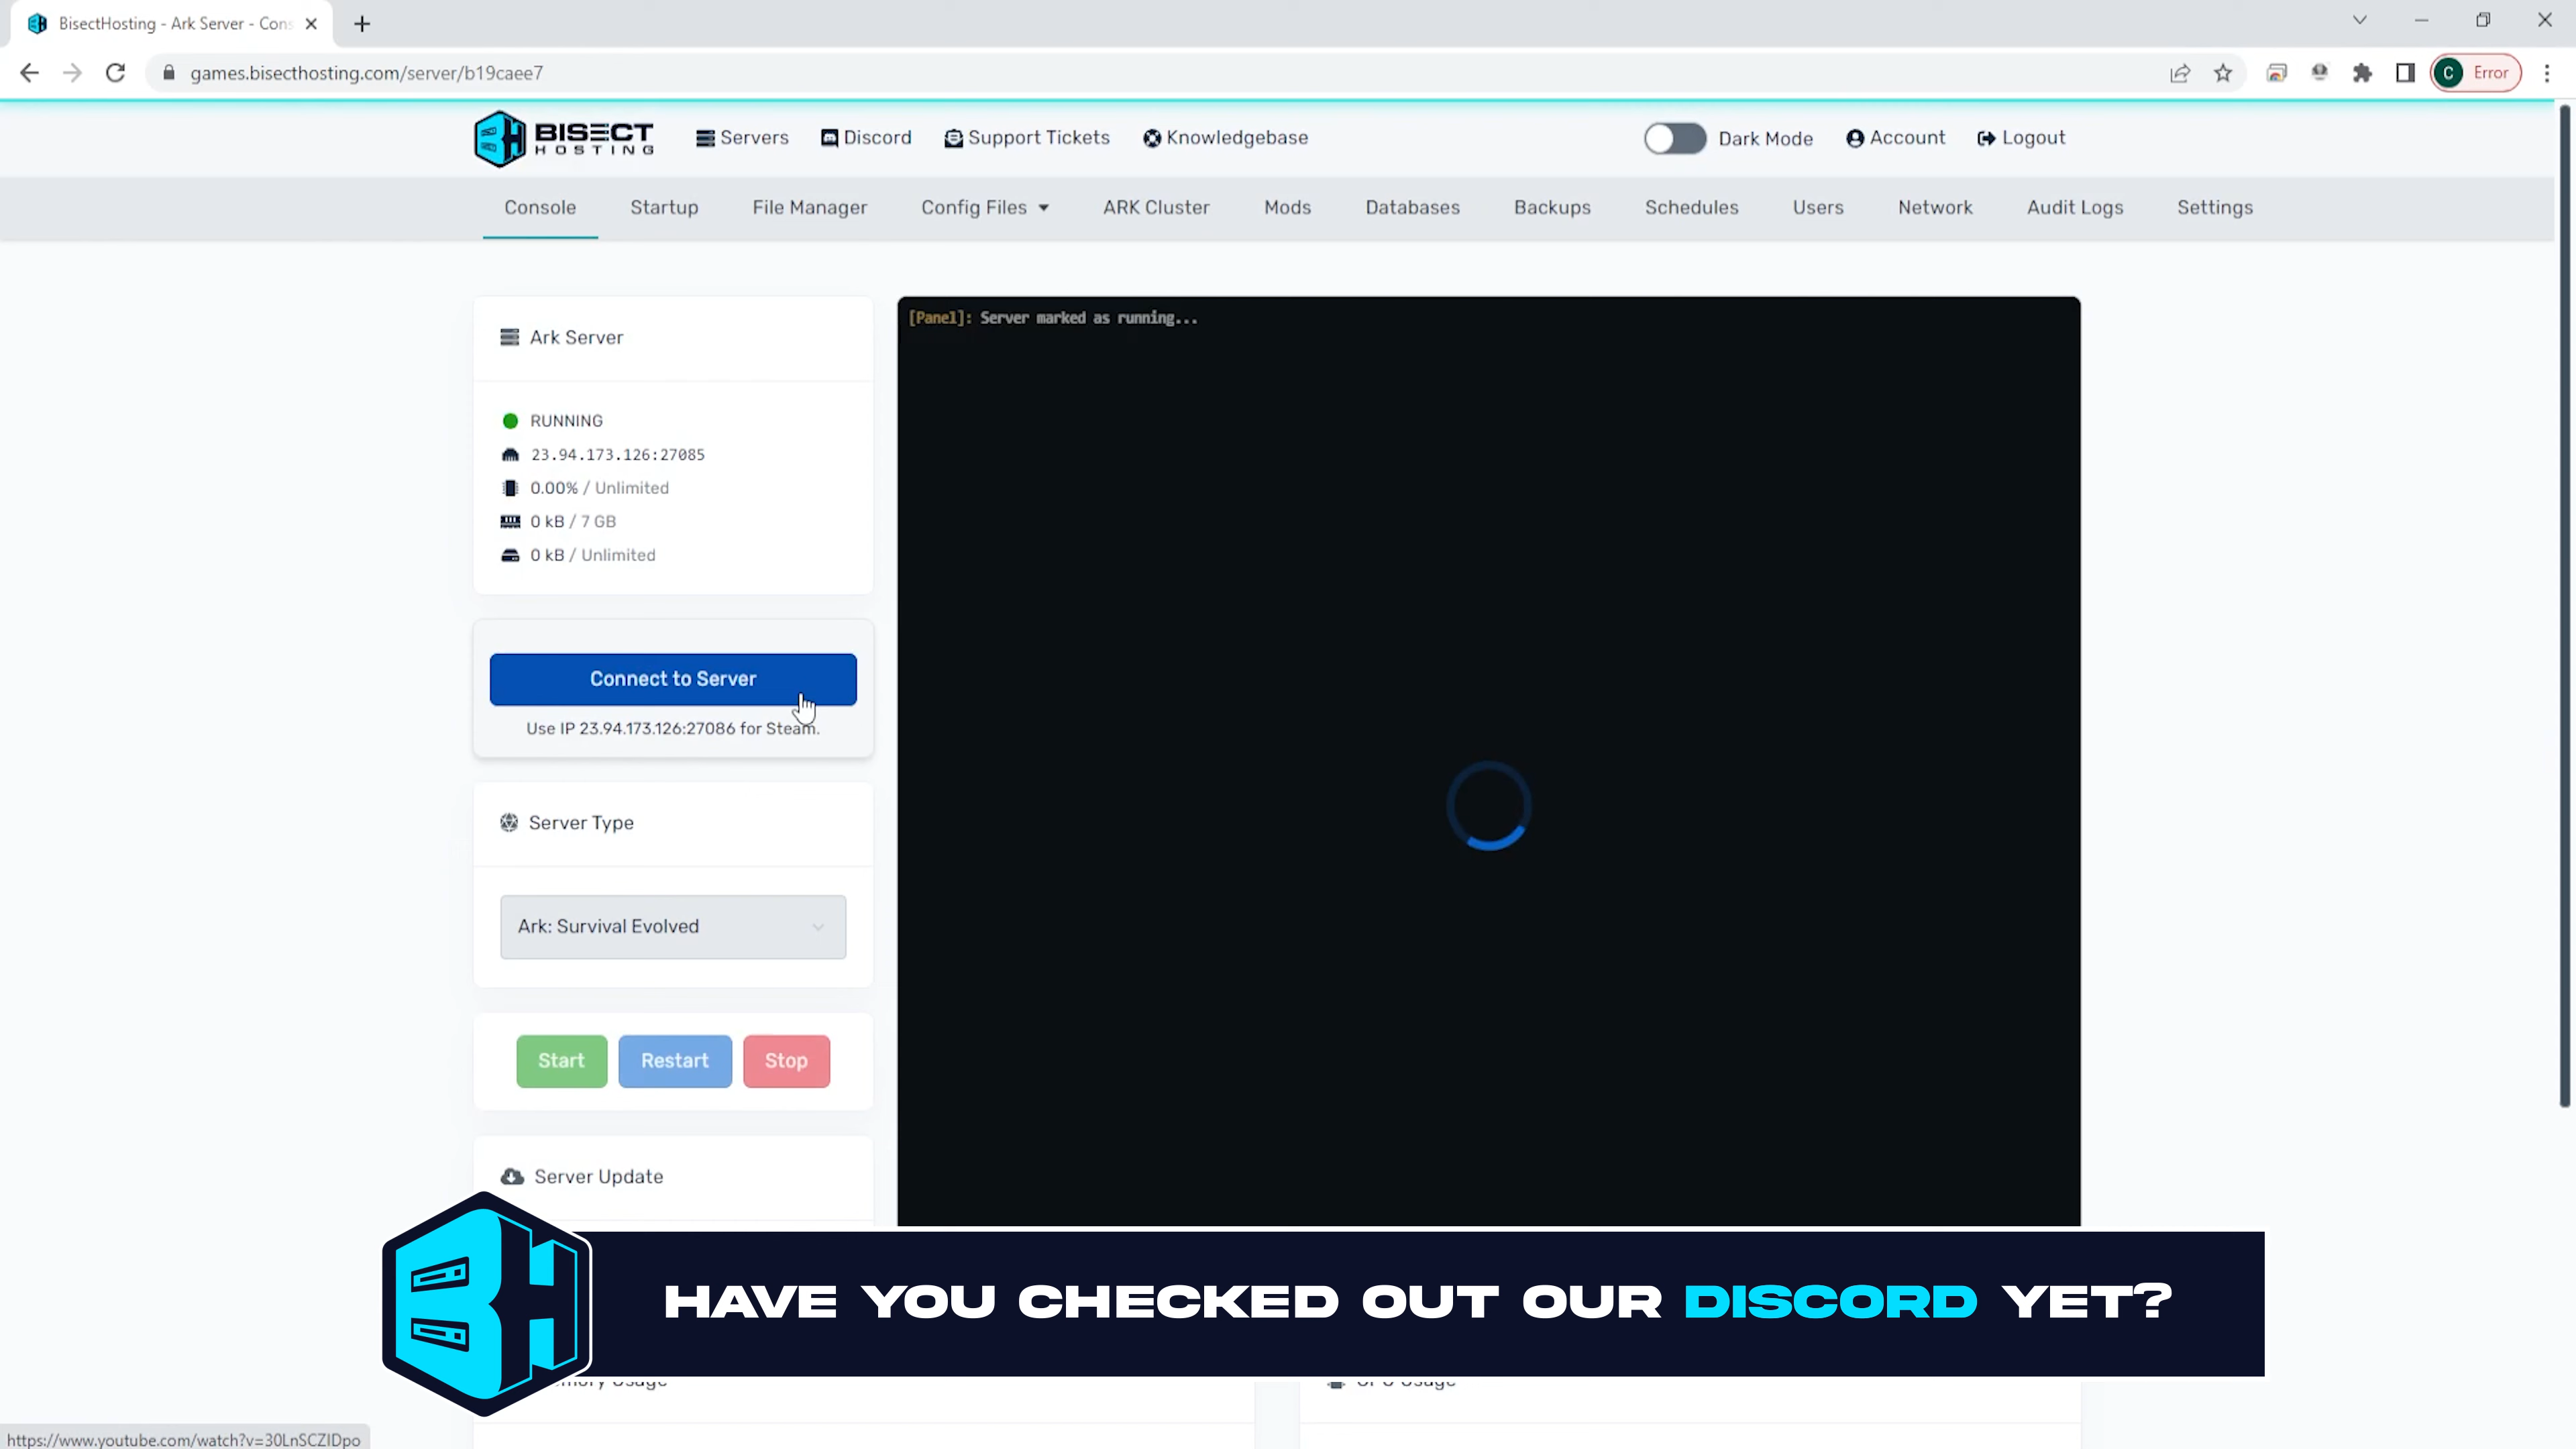 BisectHosting - Ark Server - Cons
games.bisecthosting.com/server/b19caee7
C Error
BISECT HOSTING
Servers Discord Support Tickets Knowledgebase Dark Mode Account Logout
Console Startup File Manager Config Files ARK Cluster Mods Databases Backups Schedules Users Network Audit Logs Settings
Ark Server
RUNNING
23.94.173.126:27085
0.00% / Unlimited
0 kB / 7 GB
0 kB / Unlimited
[Panel]: Server marked as running...
Connect to Server
Use IP 23.94.173.126:27086 for Steam.
Server Type
Ark: Survival Evolved
Start Restart Stop
Server Update
HAVE YOU CHECKED OUT OUR DISCORD YET?
Usage
Usage
https://www.youtube.com/watch?v=30LnSCZIDpo